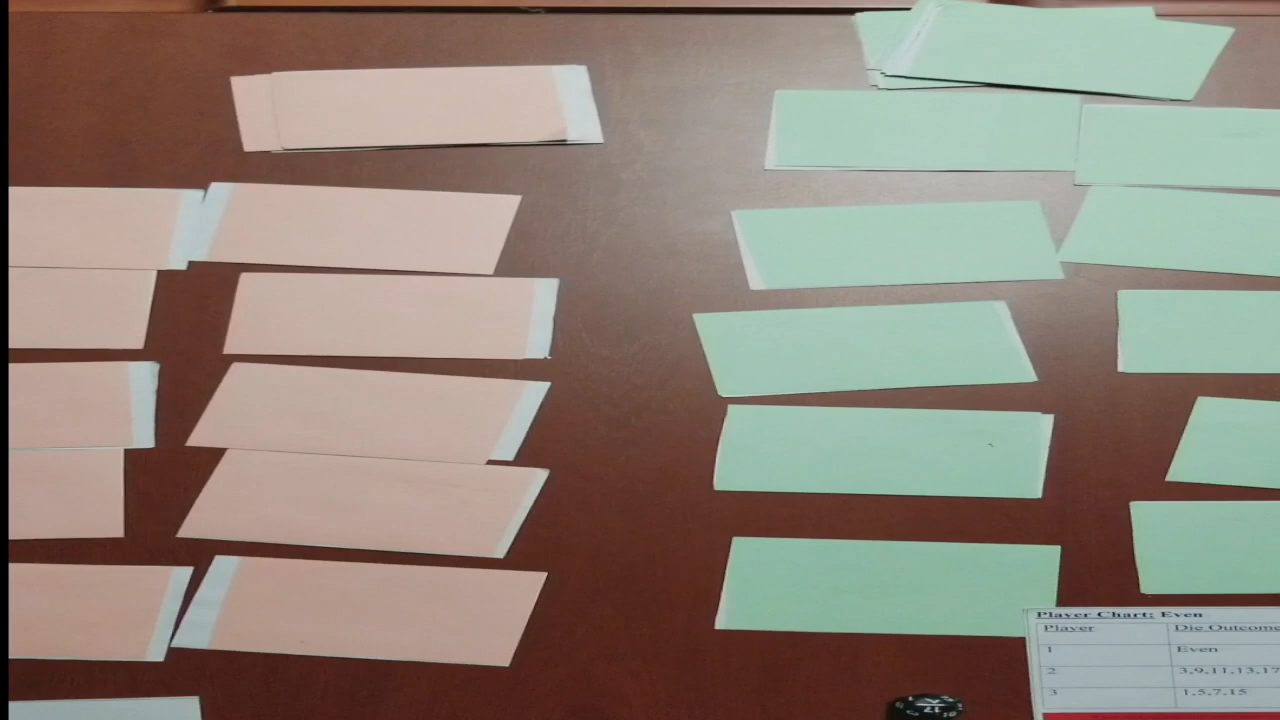 Player Chart; Even
Player Die Outcome
1 Even
2 3,9,11,13,17
3 1,5,7,15
17